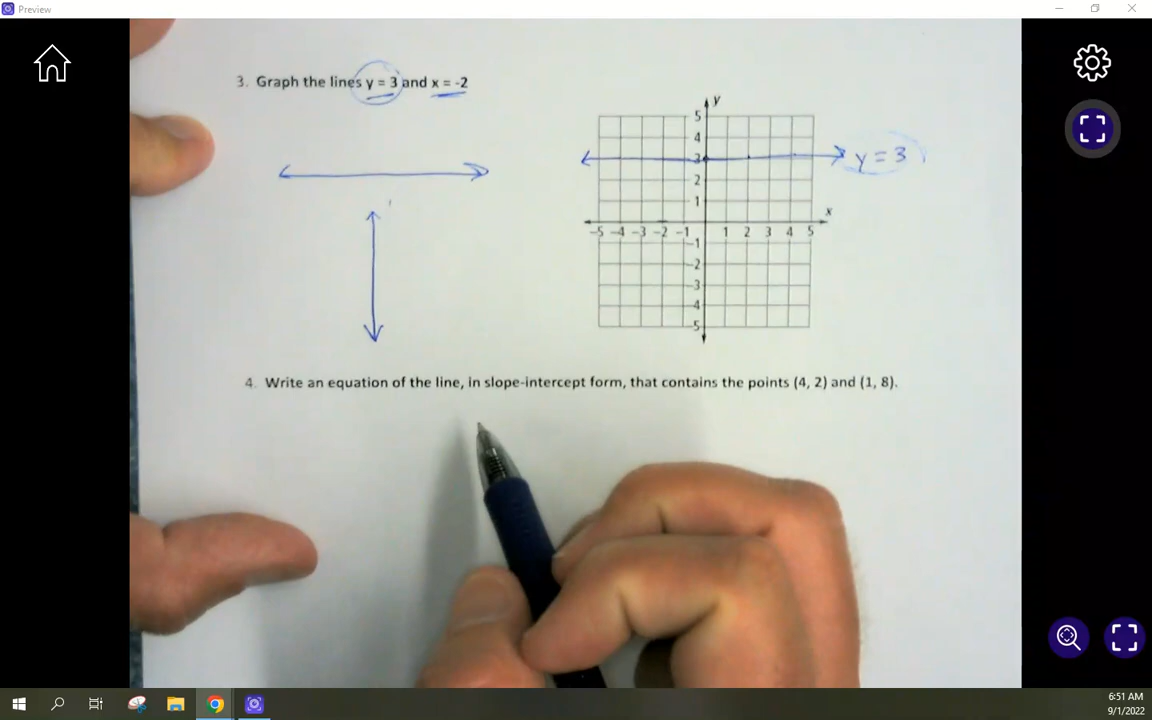 Preview
3. Graph the lines y = 3 and x = -2
y
5
4
3
2
1
x
-5 -4 -3 -2 -1 1 2 3 4 5
-1
-2
-3
-4
-5
y = 3
4. Write an equation of the line, in slope-intercept form, that contains the points (4, 2) and (1, 8).
6:51 AM
9/1/2022